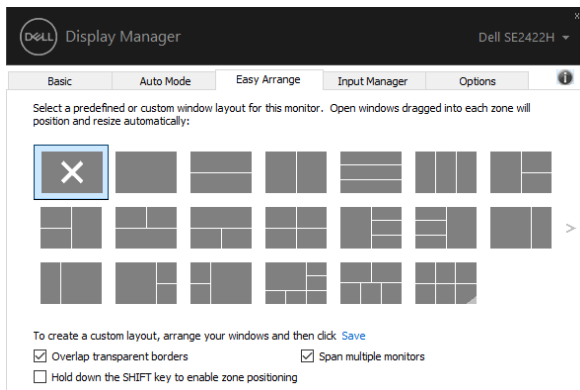 DELL Display Manager
Dell SE2422H
Basic Auto Mode Easy Arrange Input Manager Options
Select a predefined or custom window layout for this monitor. Open windows dragged into each zone will
position and resize automatically:
To create a custom layout, arrange your windows and then click Save
Overlap transparent borders Span multiple monitors
Hold down the SHIFT key to enable zone positioning